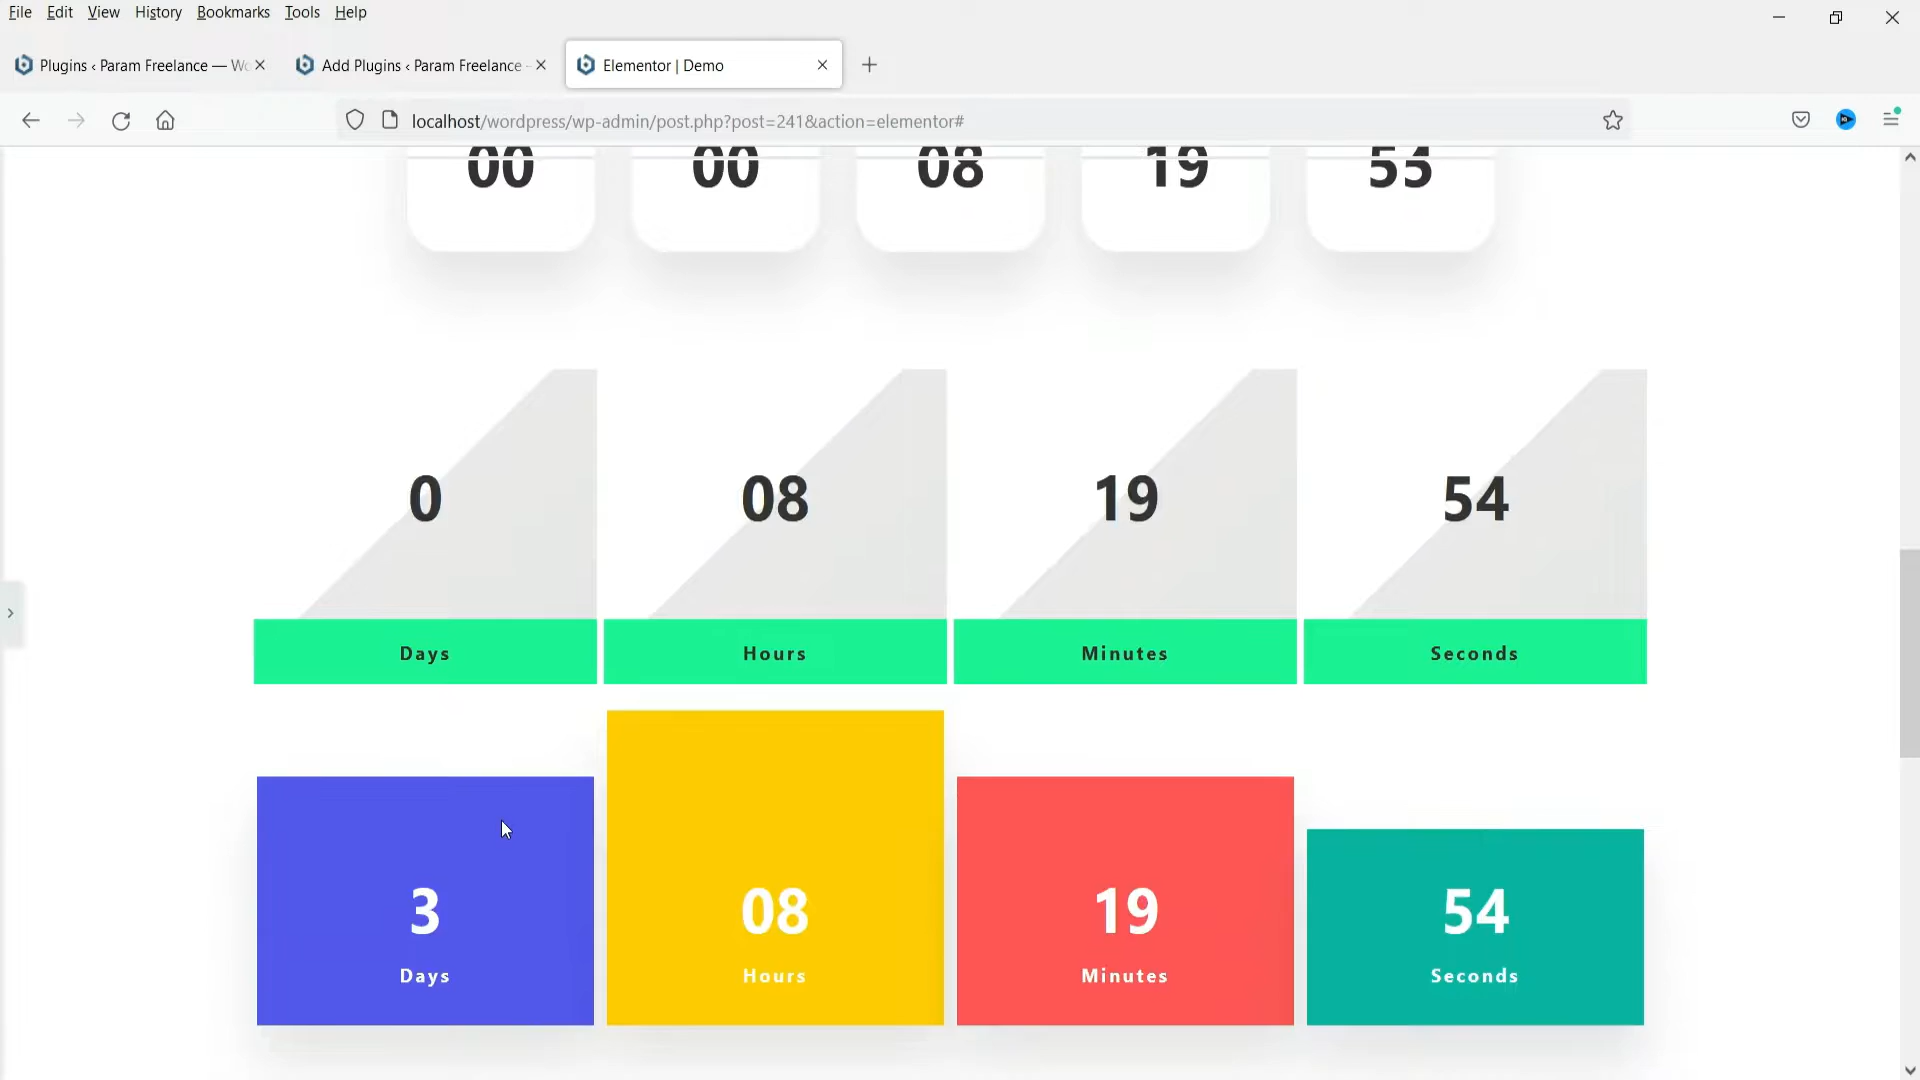 File Edit View History Bookmarks Tools Help
Plugins ‹ Param Freelance — Wo
Add Plugins ‹ Param Freelance -
Elementor | Demo
localhost/wordpress/wp-admin/post.php?post=241&action=elementor#
00 00 08 19
0 08 19 54
Days Hours Minutes Seconds
3 08 19 54
Days Hours Minutes Seconds